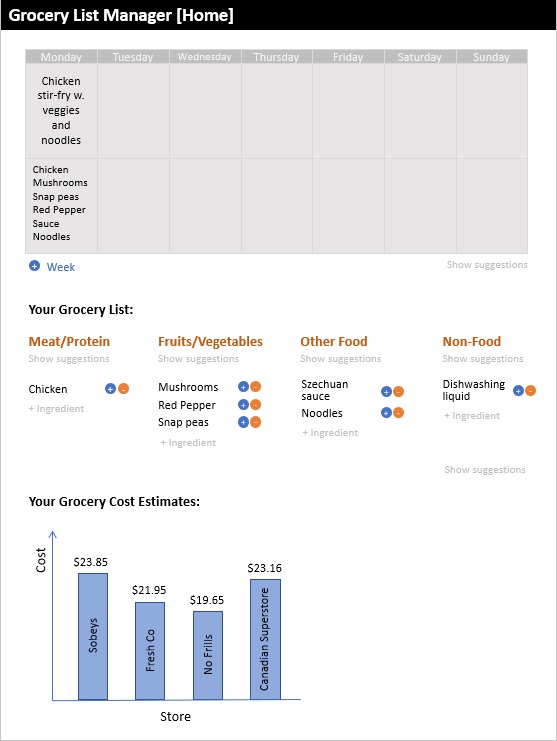 Grocery List Manager [Home]
Monday Tuesday Wednesday Thursday Friday Saturday Sunday
Chicken
stir-fry w.
veggies
and
noodles
Chicken
Mushrooms
Snap peas
Red Pepper
Sauce
Noodles
+ Week
Show suggestions
Your Grocery List:
Meat/Protein Fruits/Vegetables Other Food Non-Food
Show suggestions Show suggestions Show suggestions Show suggestions
Chicken + -
+ Ingredient
Mushrooms + -
Red Pepper + -
Snap peas + -
+ Ingredient
Szechuan
sauce + -
Noodles + -
+ Ingredient
Dishwashing
liquid + -
+ Ingredient
Show suggestions
Your Grocery Cost Estimates:
Cost
$23.85
$21.95
$19.65
$23.16
Sobeys
Fresh Co
No Frills
Canadian Superstore
Store